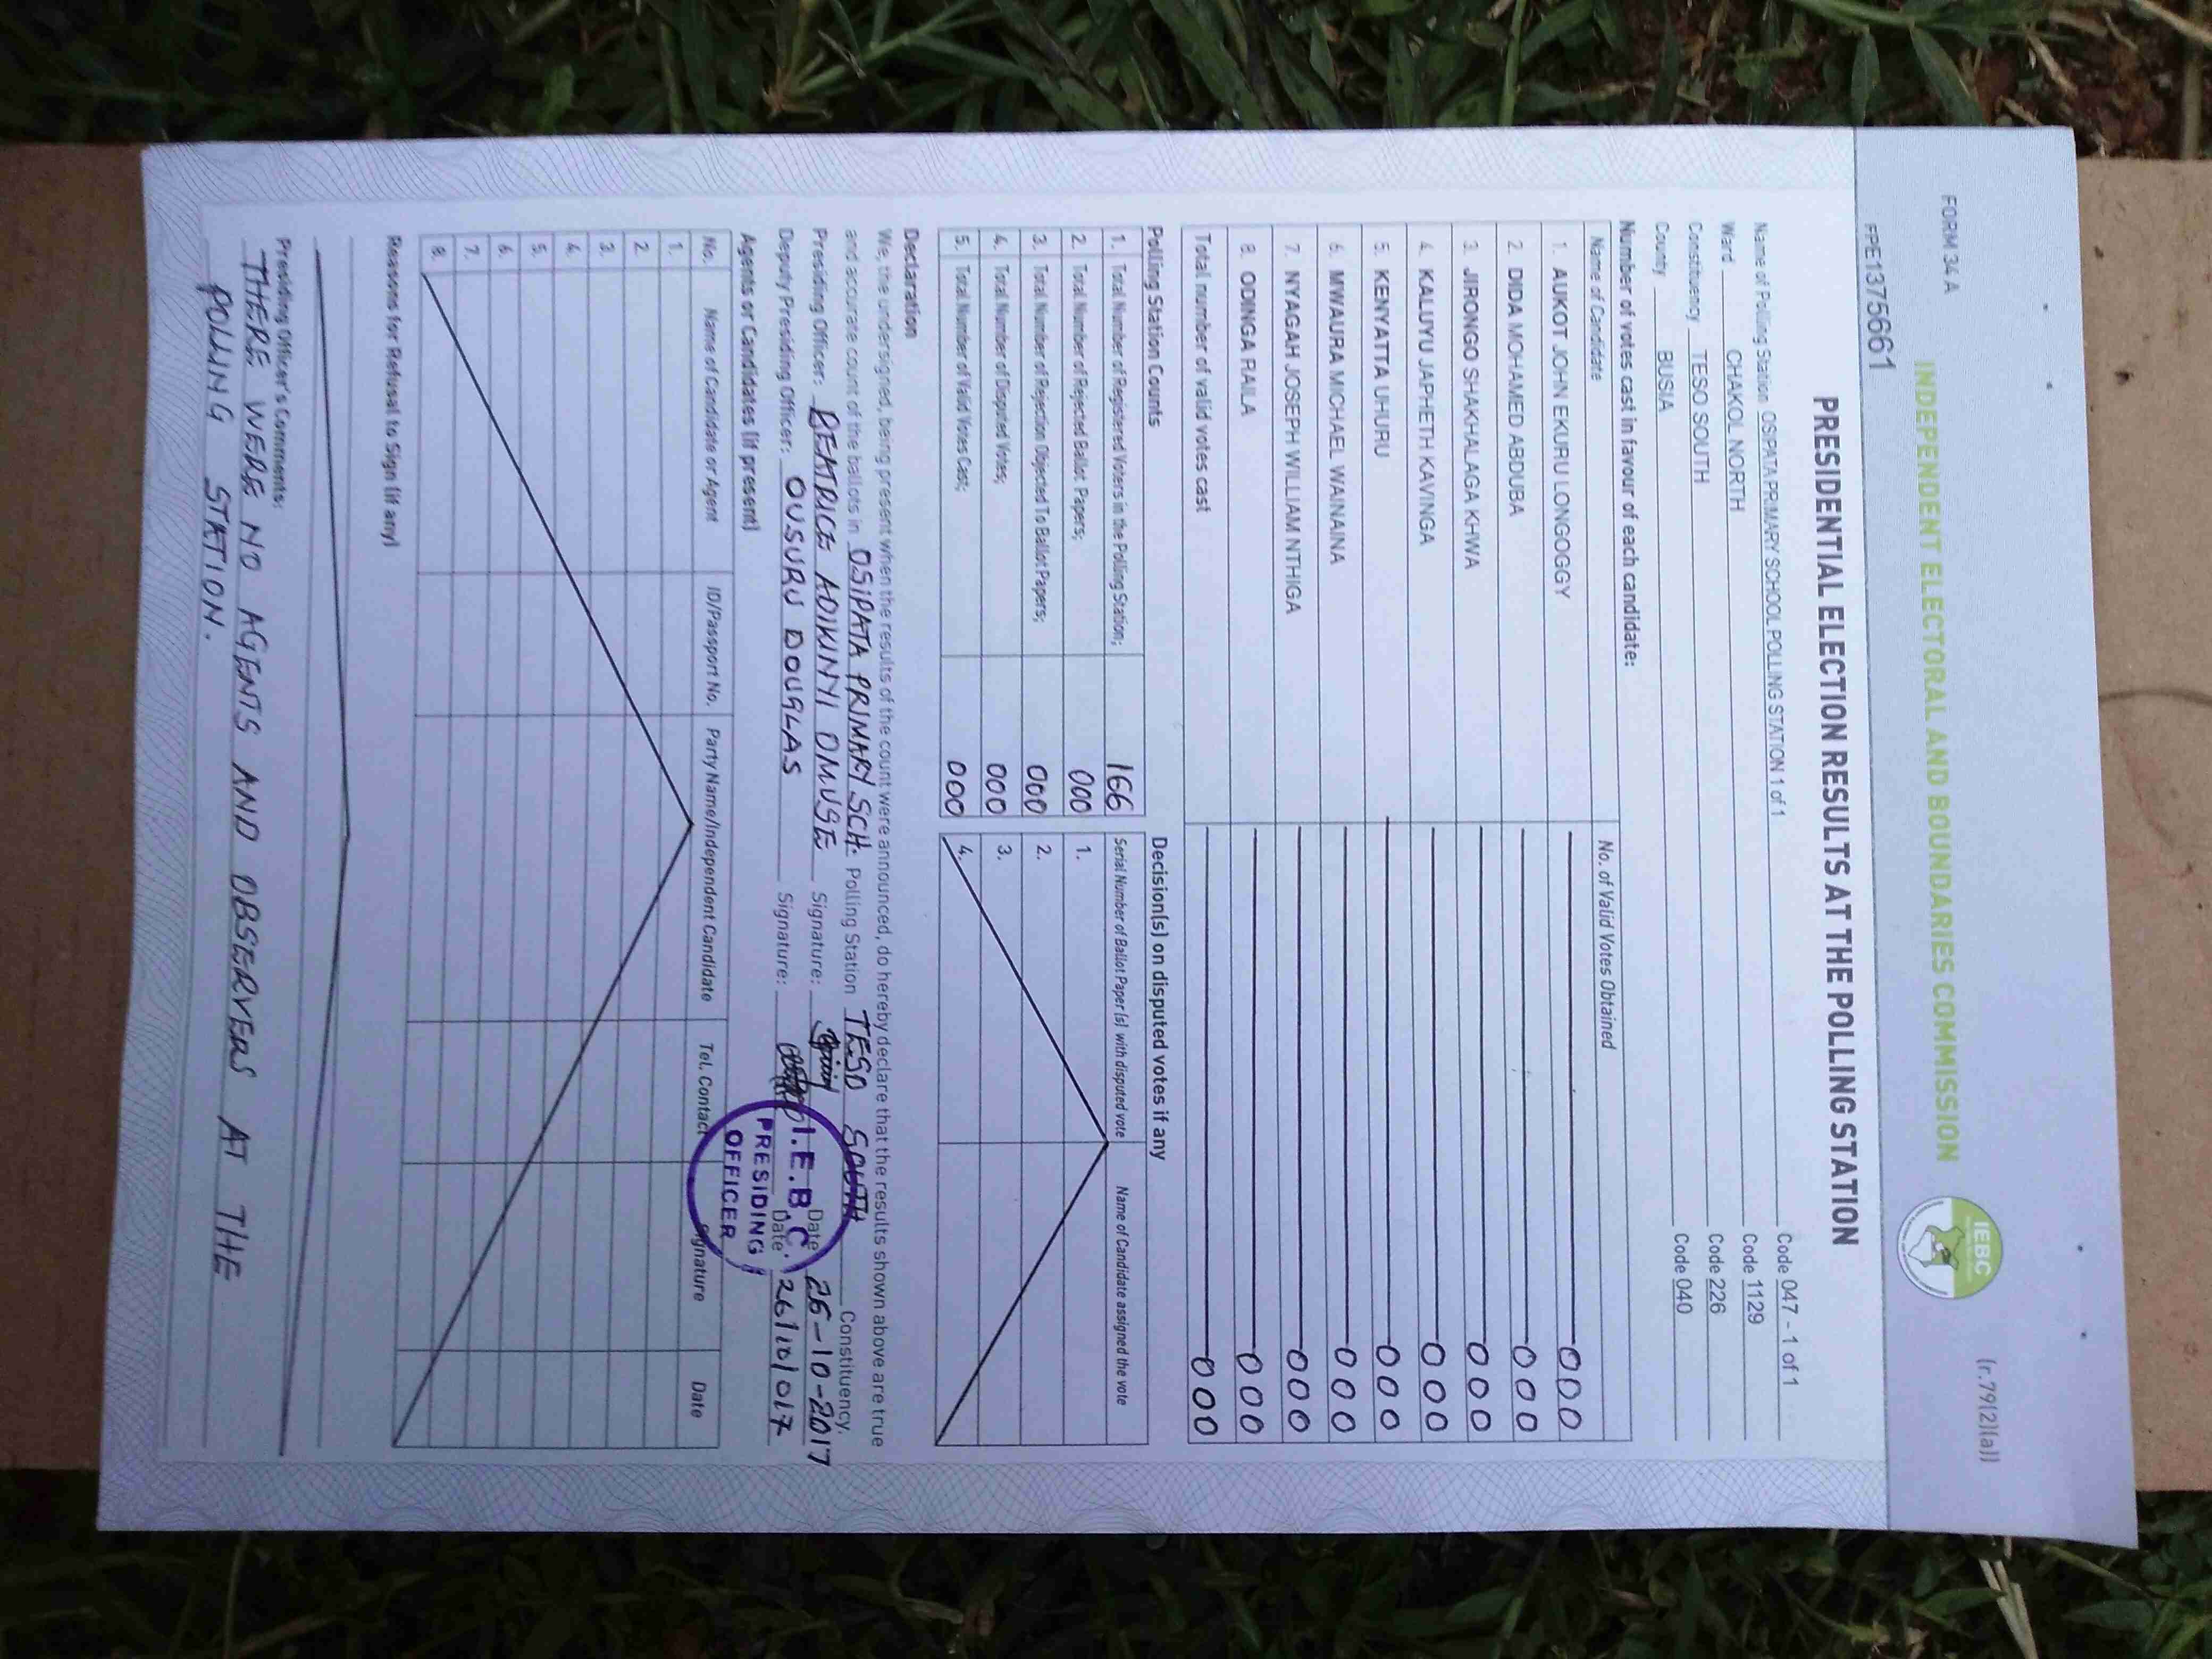 FORM 34 A
(r.79(2)(a))
INDEPENDENT ELECTORAL AND BOUNDARIES COMMISSION
IEBC
FPE1375661
PRESIDENTIAL ELECTION RESULTS AT THE POLLING STATION
Name of Polling Station OSIPATA PRIMARY SCHOOL POLLING STATION 1 of 1 Code 047 - 1 of 1
Ward CHAKOL NORTH Code 1129
Constituency TESO SOUTH Code 226
County BUSIA Code 040
Number of votes cast in favour of each candidate:
Name of Candidate No. of Valid Votes Obtained
1. AUKOT JOHN EKURU LONGOGGY 000
2. DIDA MOHAMED ABDUBA 000
3. JIRONGO SHAKHALAGA KHWA 000
4. KALUYU JAPHETH KAVINGA 000
5. KENYATTA UHURU 000
6. MWAURA MICHAEL WAINAINA 000
7. NYAGAH JOSEPH WILLIAM NTHIGA 000
8. ODINGA RAILA 000
Total number of valid votes cast 000
Polling Station Counts Decision(s) on disputed votes if any
1. Total Number of Registered Voters in the Polling Station; 166 Serial Number of Ballot Paper(s) with disputed vote Name of Candidate assigned the vote
2. Total Number of Rejected Ballot Papers; 000 1.
3. Total Number of Rejection Objected To Ballot Papers; 000 2.
4. Total Number of Disputed Votes; 000 3.
5. Total Number of Valid Votes Cast; 000 4.
Declaration
We, the undersigned, being present when the results of the count were announced, do hereby declare that the results shown above are true
and accurate count of the ballots in OSIPATA PRIMARY SCH. Polling Station TESO SOUTH Constituency.
Presiding Officer: BEATRICE ADIKINYI OMUSE Signature: Date 26-10-2017
Deputy Presiding Officer: OUSURU DOUGLAS Signature: Date 26/10/017
I.E.B.C.
PRESIDING
OFFICER
Agents or Candidates (if present)
No. Name of Candidate or Agent ID/Passport No. Party Name/Independent Candidate Tel. Contact Signature Date
1.
2.
3.
4.
5.
6.
7.
8.
Reasons for Refusal to Sign (if any)
Presiding Officer's Comments:
THERE WERE NO AGENTS AND OBSERVERS AT THE
POLLING STATION.